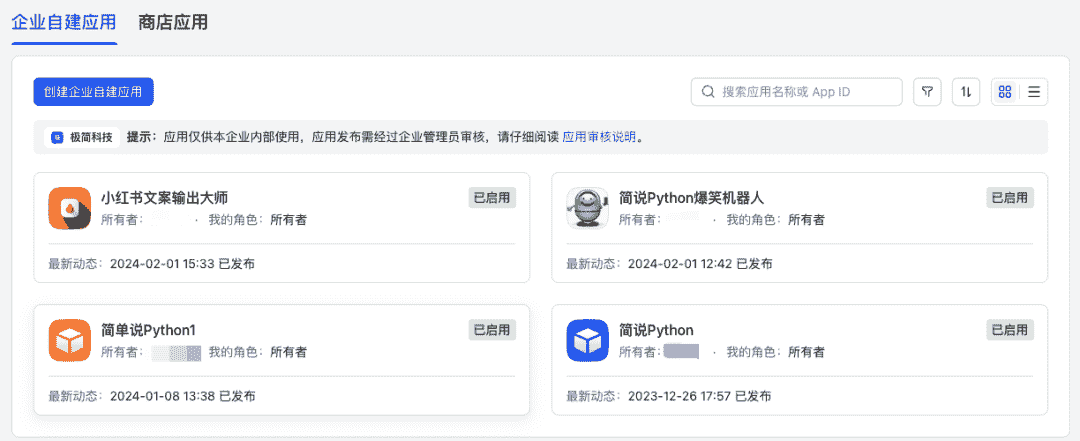 企业自建应用 商店应用
创建企业自建应用 搜索应用名称或 App ID
极简科技 提示：应用仅供本企业内部使用，应用发布需经过企业管理员审核，请仔细阅读 应用审核说明。
小红书文案输出大师 已启用
所有者： · 我的角色：所有者
最新动态：2024-02-01 15:33 已发布
简说Python爆笑机器人 已启用
所有者： · 我的角色：所有者
最新动态：2024-02-01 12:42 已发布
简单说Python1 已启用
所有者： 我的角色：所有者
最新动态：2024-01-08 13:38 已发布
简说Python 已启用
所有者： · 我的角色：所有者
最新动态：2023-12-26 17:57 已发布